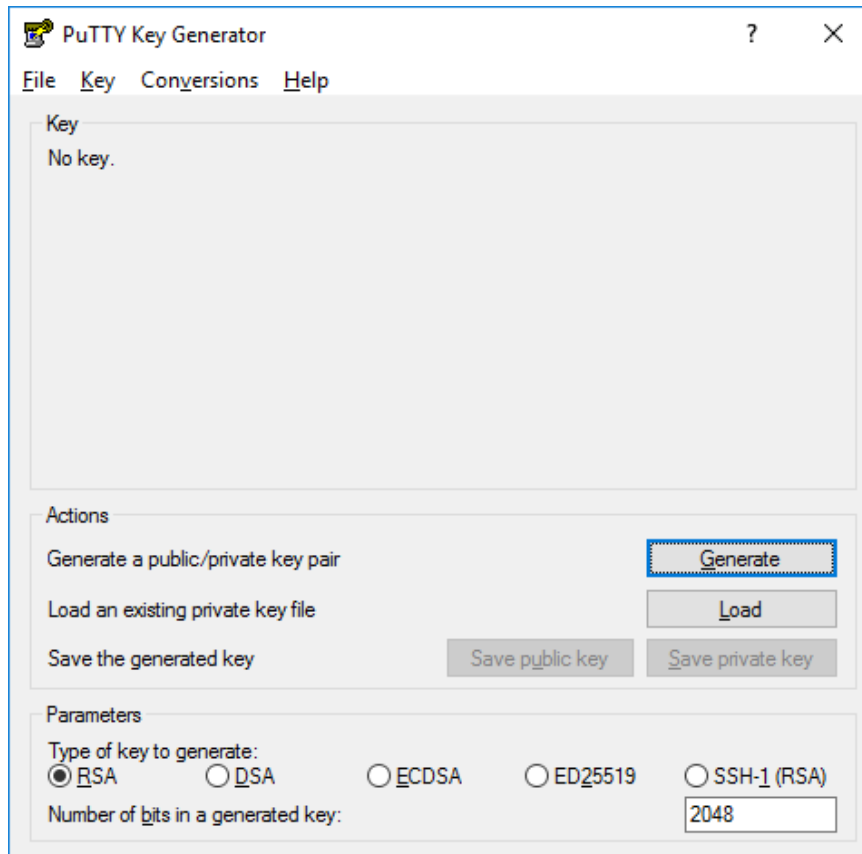 PuTTY Key Generator ?
File Key Conversions Help
Key
No key.
Actions
Generate a public/private key pair Generate
Load an existing private key file Load
Save the generated key Save public key Save private key
Parameters
Type of key to generate:
RSA DSA ECDSA ED25519 SSH-1 (RSA)
Number of bits in a generated key: 2048